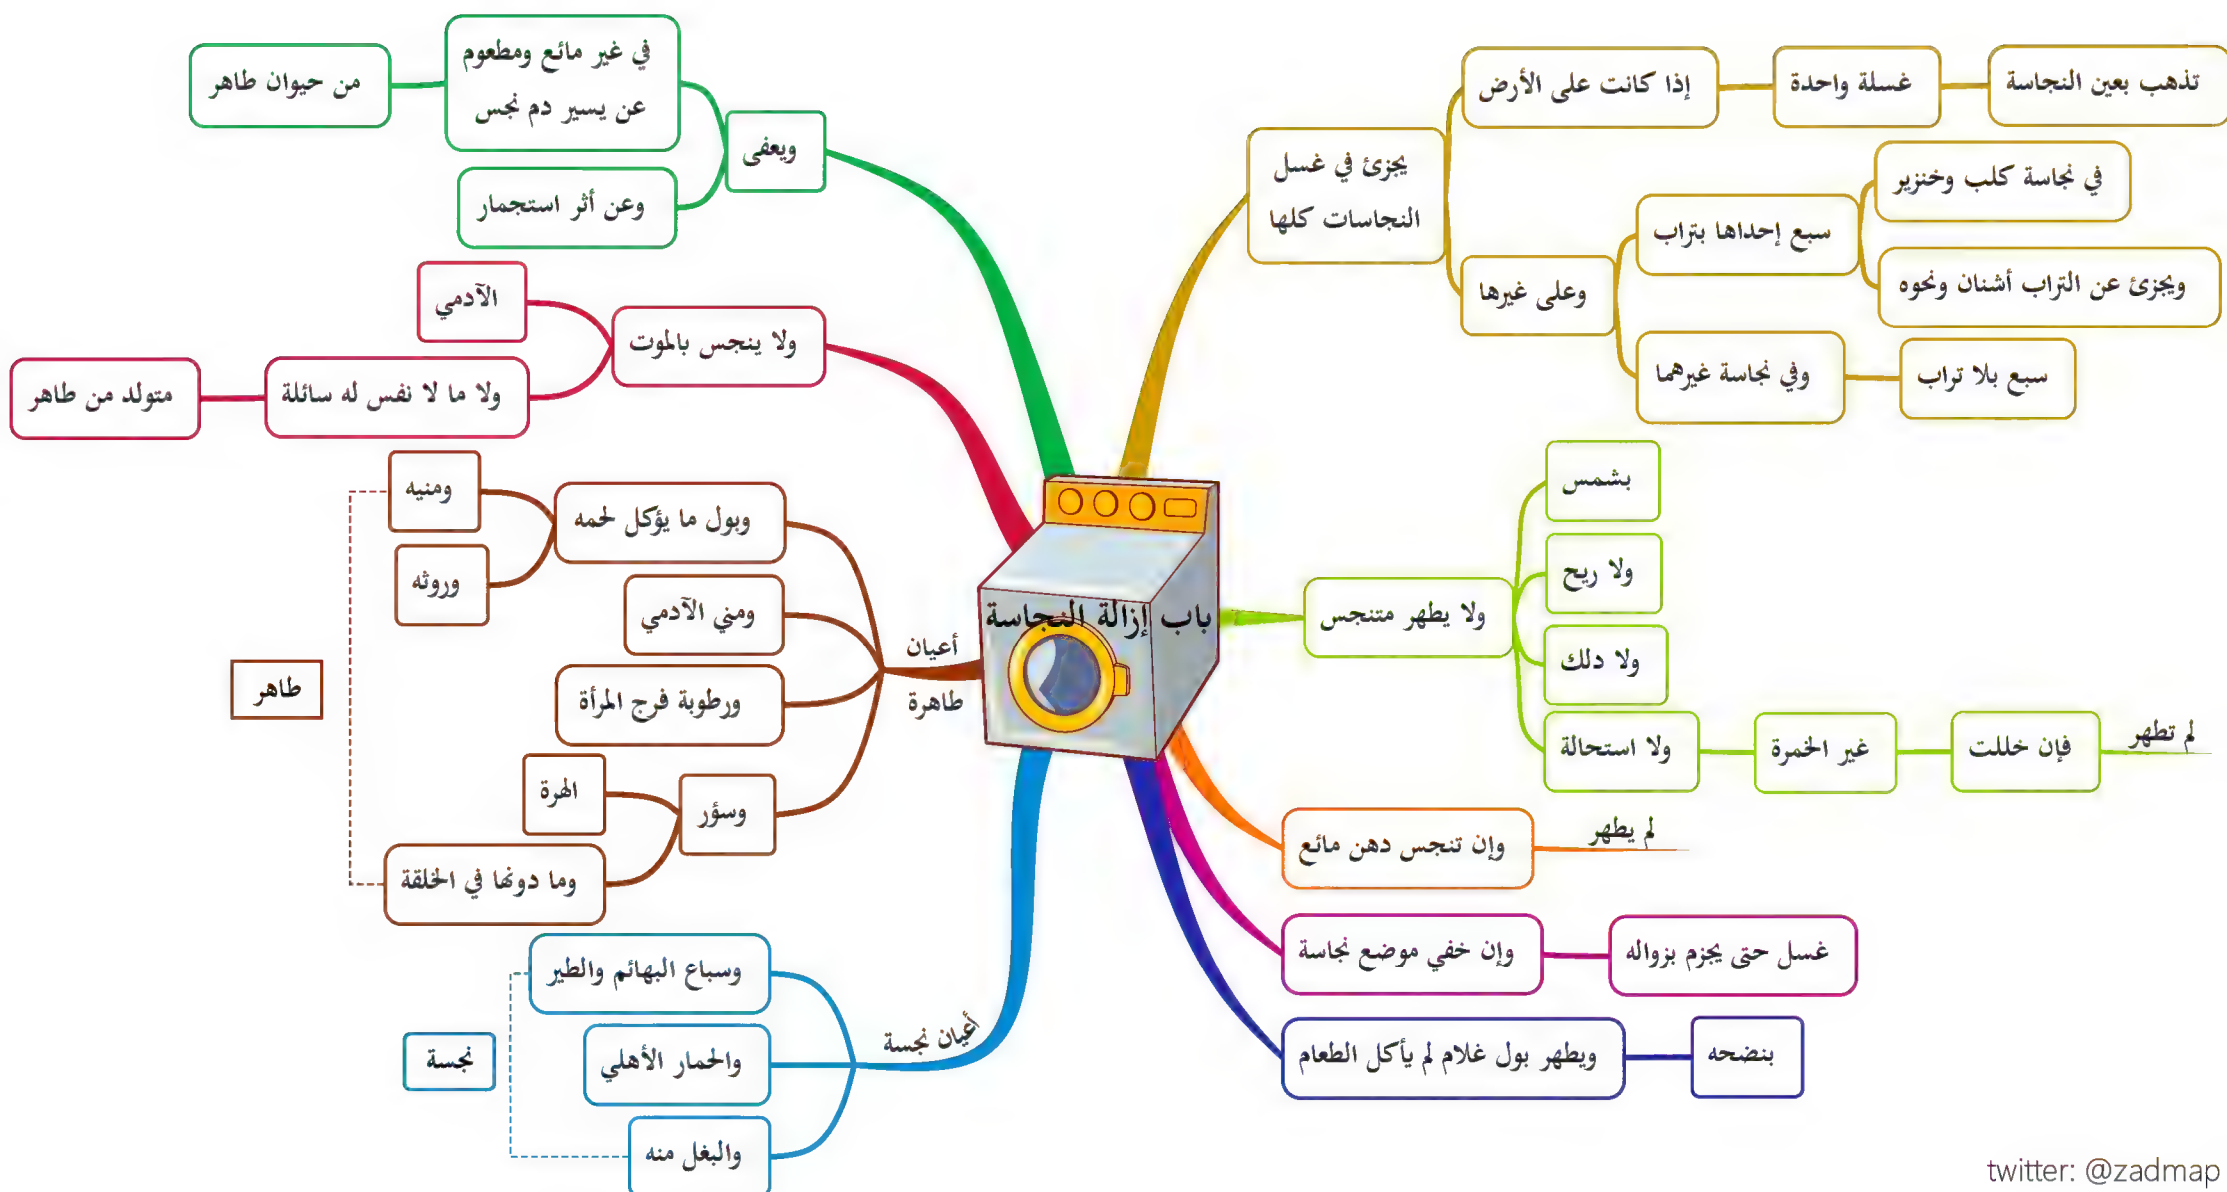 باب إزالة النجاسة
يجزئ في غسل
النجاسات كلها
إذا كانت على الأرض
غسلة واحدة
تذهب بعين النجاسة
وعلى غيرها
سبع إحداها بتراب
في نجاسة كلب وخنزير
ويجزئ عن التراب أشنان ونحوه
وفي نجاسة غيرهما
سبع بلا تراب
ولا يطهر متنجس
بشمس
ولا ريح
ولا دلك
ولا استحالة
غير الخمرة
فإن خللت
لم تطهر
وإن تنجس دهن مائع
لم يطهر
وإن خفي موضع نجاسة
غسل حتى يجزم بزواله
ويطهر بول غلام لم يأكل الطعام
بنضحه
ويعفى
في غير مائع ومطعوم
عن يسير دم نجس
من حيوان طاهر
وعن أثر استجمار
ولا ينجس بالموت
الآدمي
ولا ما لا نفس له سائلة
متولد من طاهر
أعيان
طاهرة
وبول ما يؤكل لحمه
ومنيه
وروثه
ومني الآدمي
ورطوبة فرج المرأة
وسؤر
الهرة
وما دونها في الخلقة
طاهر
أعيان نجسة
وسباع البهائم والطير
والحمار الأهلي
والبغل منه
نجسة
twitter: @zadmap